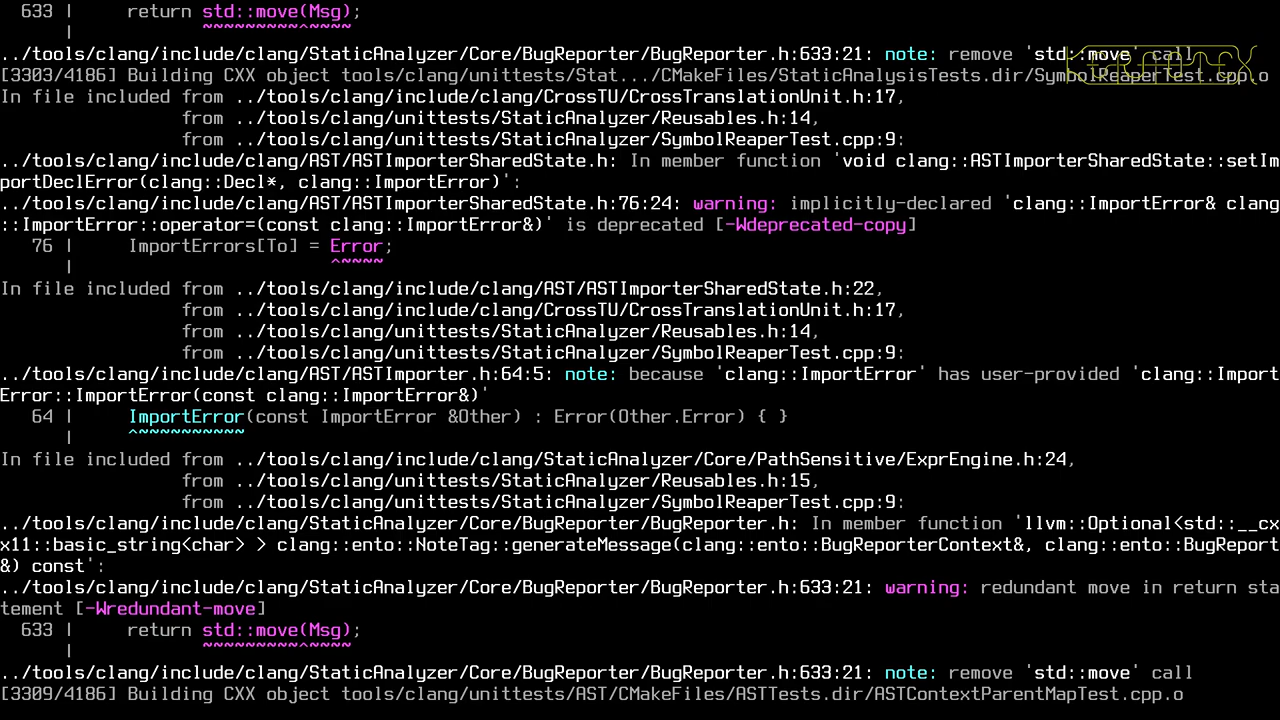 633 |     return std::move(Msg);
      |            ~~~~~~~~~^~~~~
../tools/clang/include/clang/StaticAnalyzer/Core/BugReporter/BugReporter.h:633:21: note: remove 'std::move' call
[3303/4186] Building CXX object tools/clang/unittests/Stat.../CMakeFiles/StaticAnalysisTests.dir/SymbolReaperTest.cpp.o
In file included from ../tools/clang/include/clang/CrossTU/CrossTranslationUnit.h:17,
                 from ../tools/clang/unittests/StaticAnalyzer/Reusables.h:14,
                 from ../tools/clang/unittests/StaticAnalyzer/SymbolReaperTest.cpp:9:
../tools/clang/include/clang/AST/ASTImporterSharedState.h: In member function 'void clang::ASTImporterSharedState::setIm
portDeclError(clang::Decl*, clang::ImportError)':
../tools/clang/include/clang/AST/ASTImporterSharedState.h:76:24: warning: implicitly-declared 'clang::ImportError& clang
::ImportError::operator=(const clang::ImportError&)' is deprecated [-Wdeprecated-copy]
   76 |     ImportErrors[To] = Error;
      |                        ^~~~~
In file included from ../tools/clang/include/clang/AST/ASTImporterSharedState.h:22,
                 from ../tools/clang/include/clang/CrossTU/CrossTranslationUnit.h:17,
                 from ../tools/clang/unittests/StaticAnalyzer/Reusables.h:14,
                 from ../tools/clang/unittests/StaticAnalyzer/SymbolReaperTest.cpp:9:
../tools/clang/include/clang/AST/ASTImporter.h:64:5: note: because 'clang::ImportError' has user-provided 'clang::Import
Error::ImportError(const clang::ImportError&)'
   64 |     ImportError(const ImportError &Other) : Error(Other.Error) { }
      |     ^~~~~~~~~~~
In file included from ../tools/clang/include/clang/StaticAnalyzer/Core/PathSensitive/ExprEngine.h:24,
                 from ../tools/clang/unittests/StaticAnalyzer/Reusables.h:15,
                 from ../tools/clang/unittests/StaticAnalyzer/SymbolReaperTest.cpp:9:
../tools/clang/include/clang/StaticAnalyzer/Core/BugReporter/BugReporter.h: In member function 'llvm::Optional<std::__cx
x11::basic_string<char> > clang::ento::NoteTag::generateMessage(clang::ento::BugReporterContext&, clang::ento::BugReport
&) const':
../tools/clang/include/clang/StaticAnalyzer/Core/BugReporter/BugReporter.h:633:21: warning: redundant move in return sta
tement [-Wredundant-move]
  633 |     return std::move(Msg);
      |            ~~~~~~~~~^~~~~
../tools/clang/include/clang/StaticAnalyzer/Core/BugReporter/BugReporter.h:633:21: note: remove 'std::move' call
[3309/4186] Building CXX object tools/clang/unittests/AST/CMakeFiles/ASTTests.dir/ASTContextParentMapTest.cpp.o